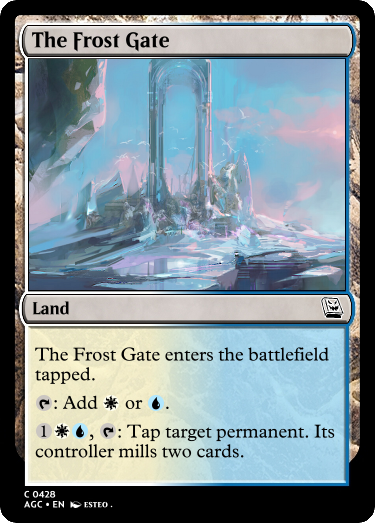 The Frost Gate
Land
The Frost Gate enters the battlefield
tapped.
: Add or .
1 , : Tap target permanent. Its
controller mills two cards.
C 0428
AGC • EN ESTEO .